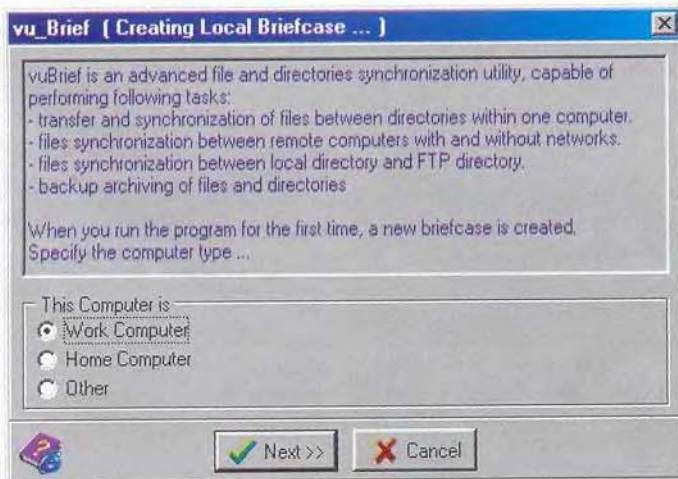 vu_Brief ( Creating Local Briefcase ... )
vuBrief is an advanced file and directories synchronization utility, capable of
performing following tasks:
- transfer and synchronization of files between directories within one computer.
- files synchronization between remote computers with and without networks.
- files synchronization between local directory and FTP directory.
- backup archiving of files and directories
When you run the program for the first time, a new briefcase is created.
Specify the computer type ...
This Computer is
Work Computer
Home Computer
Other
Next >>
Cancel